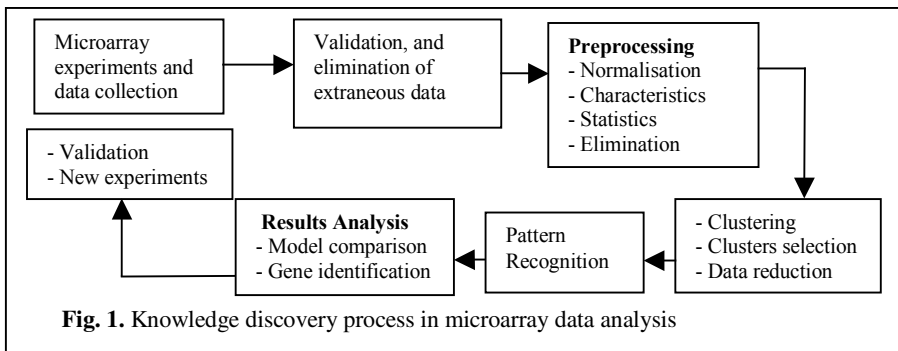 Microarray
experiments and
data collection
Validation, and
elimination of
extraneous data
Preprocessing
- Normalisation
- Characteristics
- Statistics
- Elimination
- Clustering
- Clusters selection
- Data reduction
Pattern
Recognition
Results Analysis
- Model comparison
- Gene identification
- Validation
- New experiments
Fig. 1. Knowledge discovery process in microarray data analysis